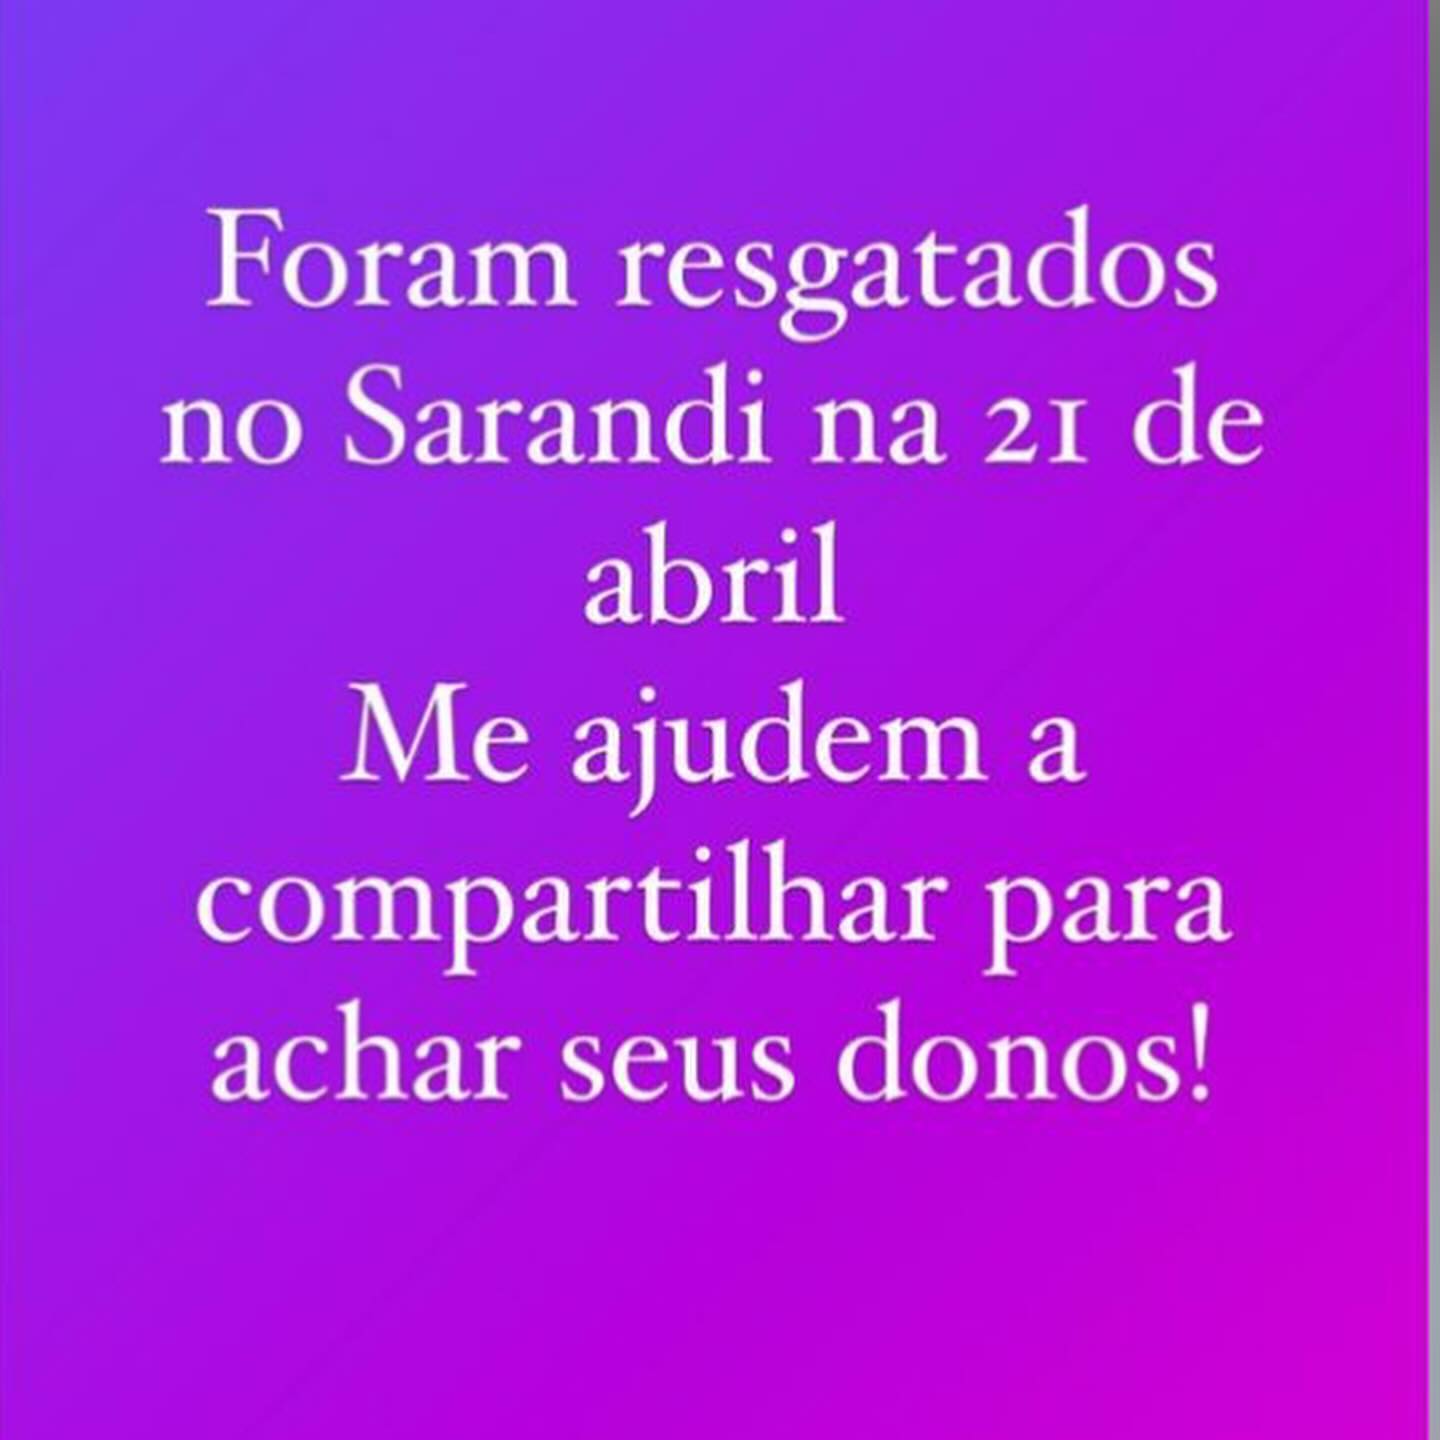 Foram resgatados
no Sarandi na 21 de
abril
Me ajudem a
compartilhar para
achar seus donos!